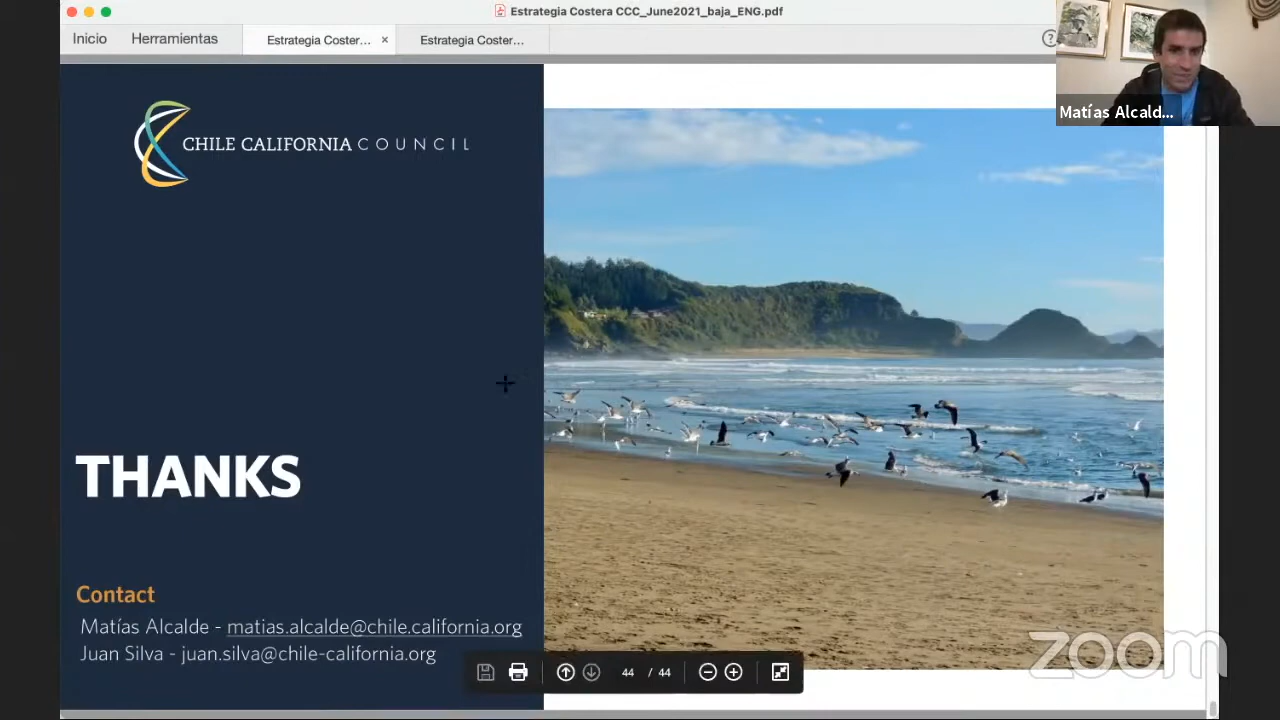 Estrategia Costera CCC_June2021_baja_ENG.pdf
Inicio
Herramientas
Estrategia Coster... ×
Estrategia Coster...
?
Matías Alcald...
CHILE CALIFORNIA COUNCIL
THANKS
Contact
Matías Alcalde - matias.alcalde@chile.california.org
Juan Silva - juan.silva@chile-california.org
44 / 44
zoom